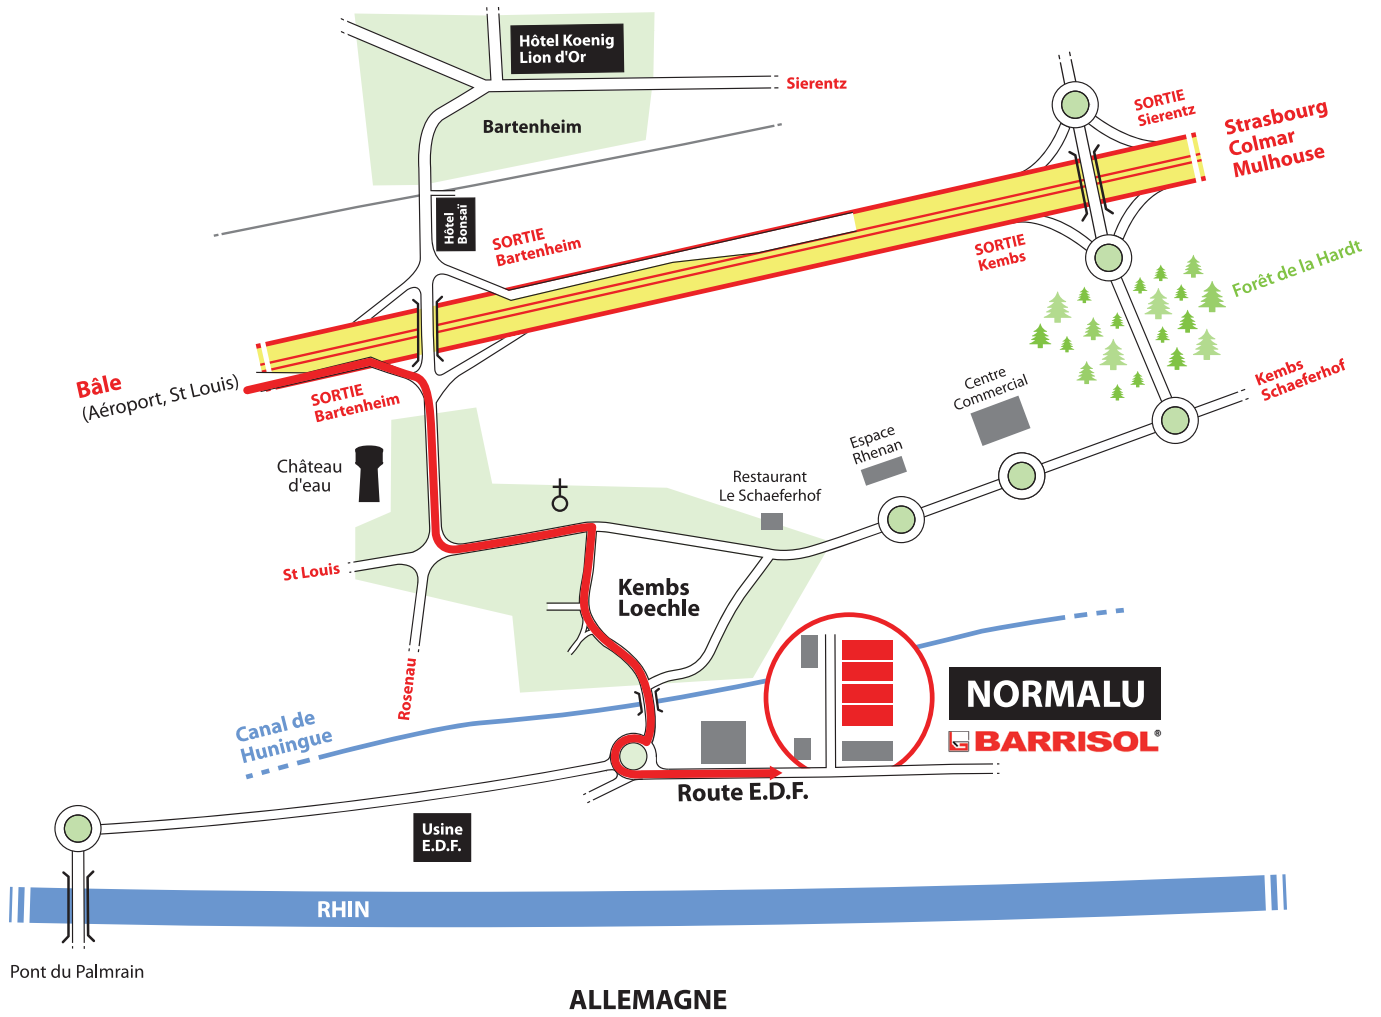 Hôtel Koenig
Lion d'Or
Sierentz
Bartenheim
SORTIE
Sierentz
Strasbourg
Colmar
Mulhouse
Hôtel
Bonsaï
SORTIE
Bartenheim
SORTIE
Kembs
Forêt de la Hardt
Bâle
(Aéroport, St Louis)
SORTIE
Bartenheim
Kembs
Schaeferhof
Centre
Commercial
Espace
Rhenan
Château
d'eau
Restaurant
Le Schaeferhof
St Louis
Kembs
Loechle
Rosenau
Canal de
Huningue
NORMALU
BARRISOL®
Route E.D.F.
Usine
E.D.F.
RHIN
Pont du Palmrain
ALLEMAGNE